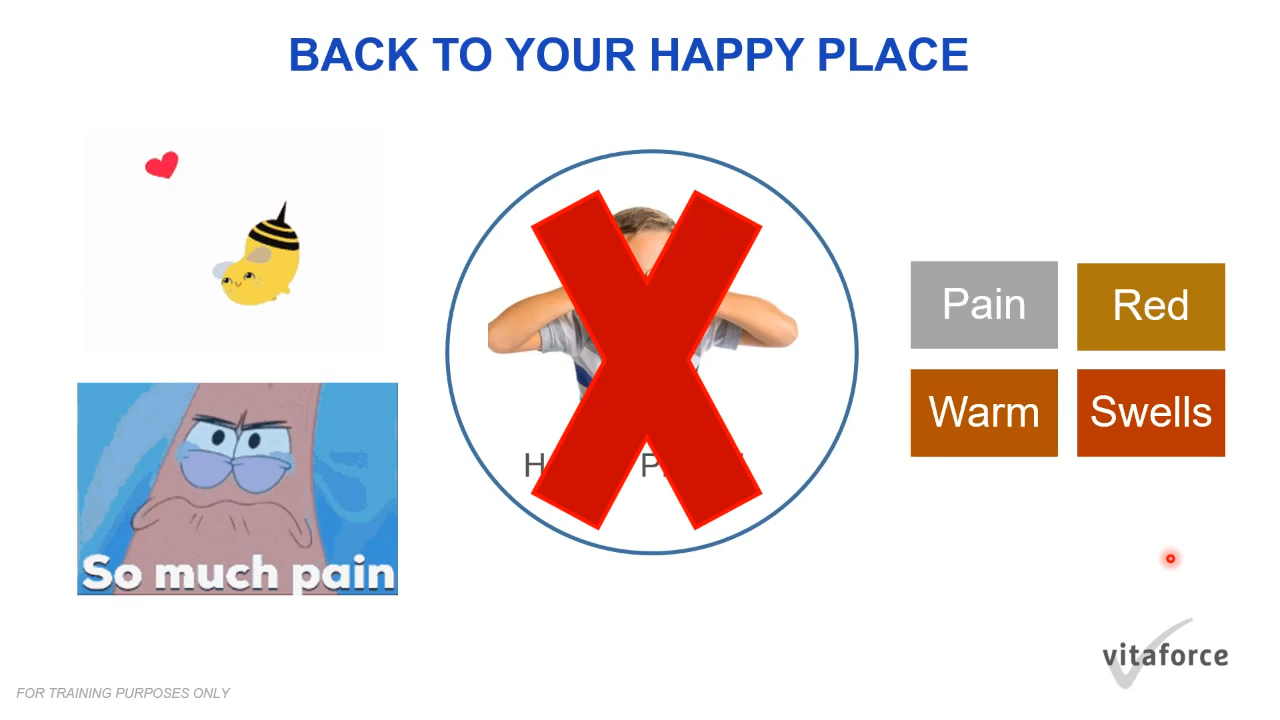 BACK TO YOUR HAPPY PLACE
So much pain
Pain
Red
Warm
Swells
vitaforce
FOR TRAINING PURPOSES ONLY